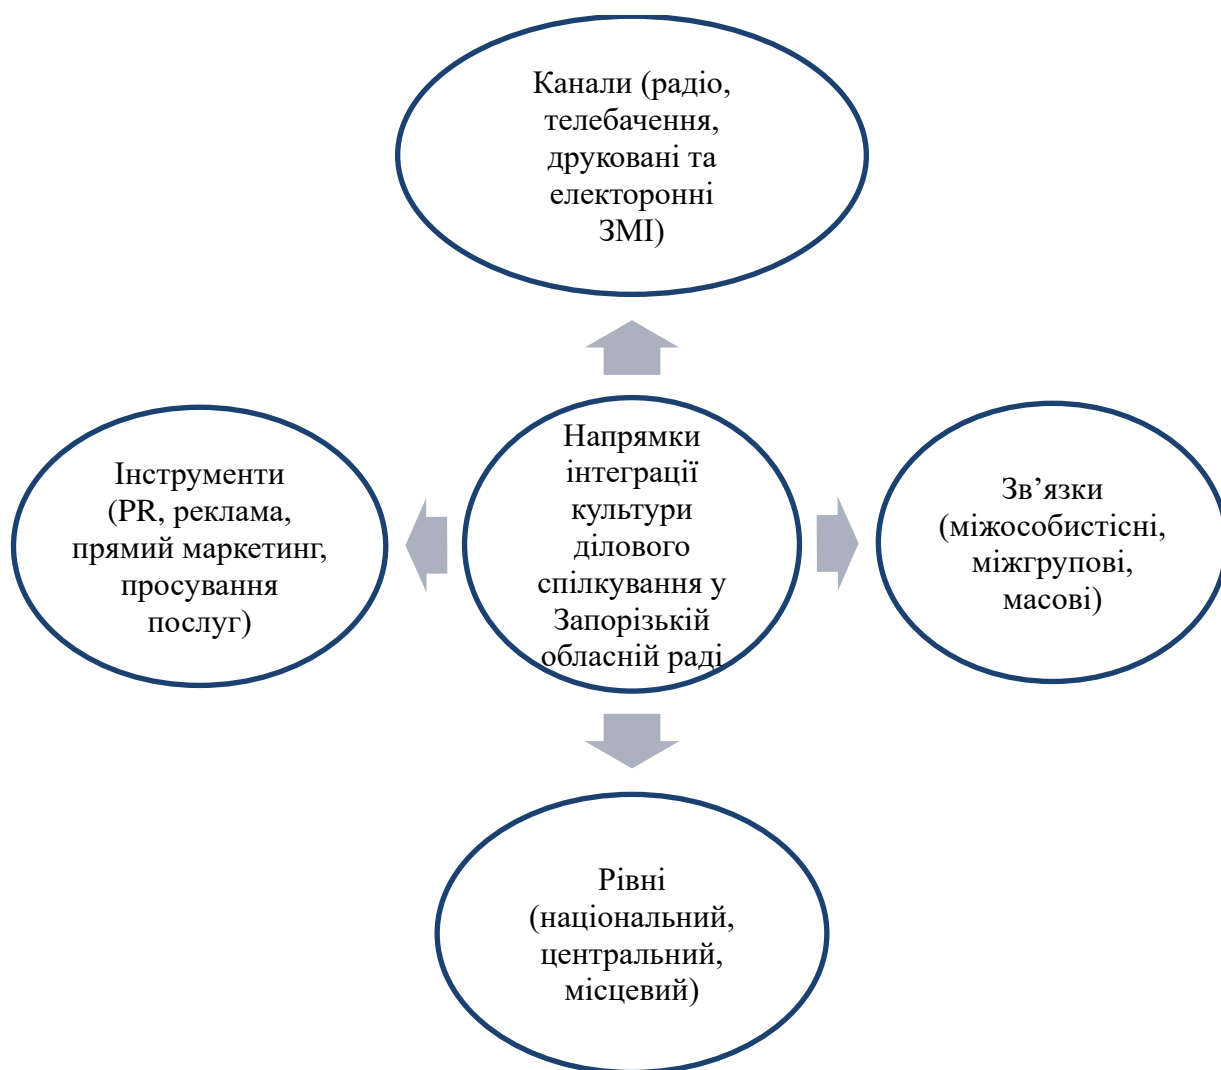 Канали (радіо,
телебачення,
друковані та
електоронні
ЗМІ)
Інструменти
(PR, реклама,
прямий маркетинг,
просування
послуг)
Напрямки
інтеграції
культури
ділового
спілкування у
Запорізькій
обласній раді
Зв’язки
(міжособистісні,
міжгрупові,
масові)
Рівні
(національний,
центральний,
місцевий)